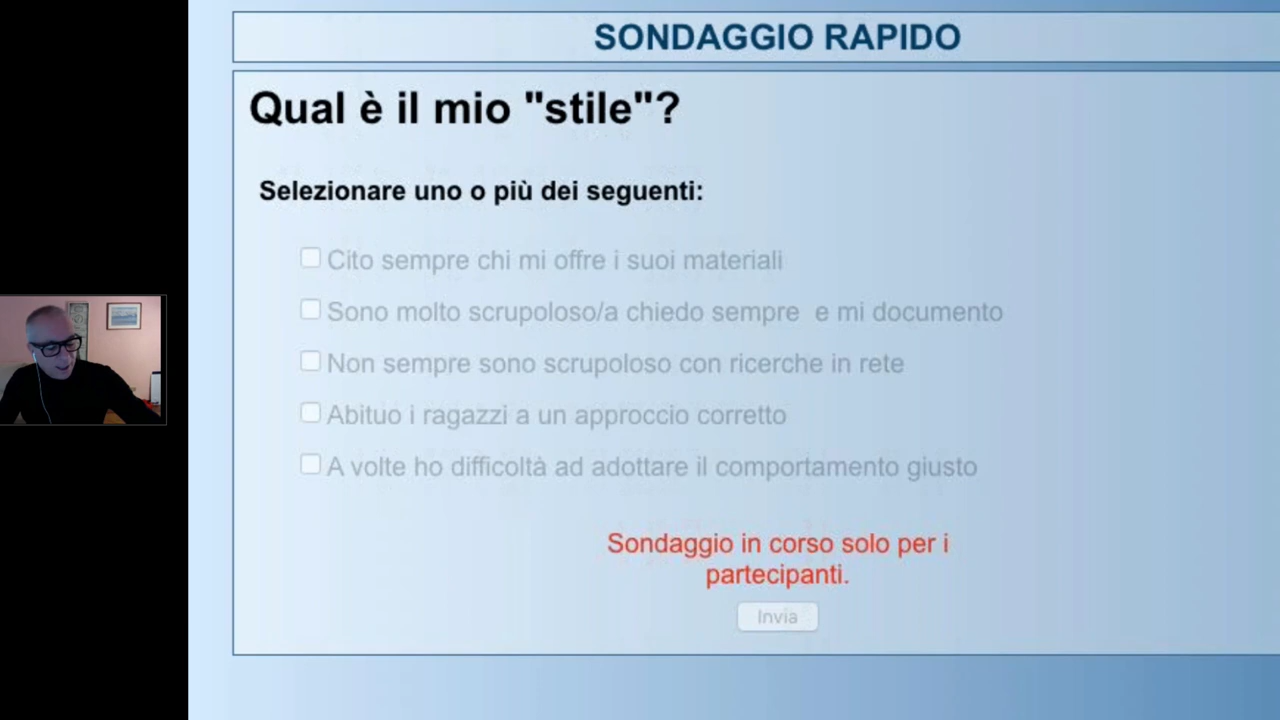 SONDAGGIO RAPIDO
Qual è il mio "stile"?
Selezionare uno o più dei seguenti:
Cito sempre chi mi offre i suoi materiali
Sono molto scrupoloso/a chiedo sempre  e mi documento
Non sempre sono scrupoloso con ricerche in rete
Abituo i ragazzi a un approccio corretto
A volte ho difficoltà ad adottare il comportamento giusto
Sondaggio in corso solo per i
partecipanti.
Invia